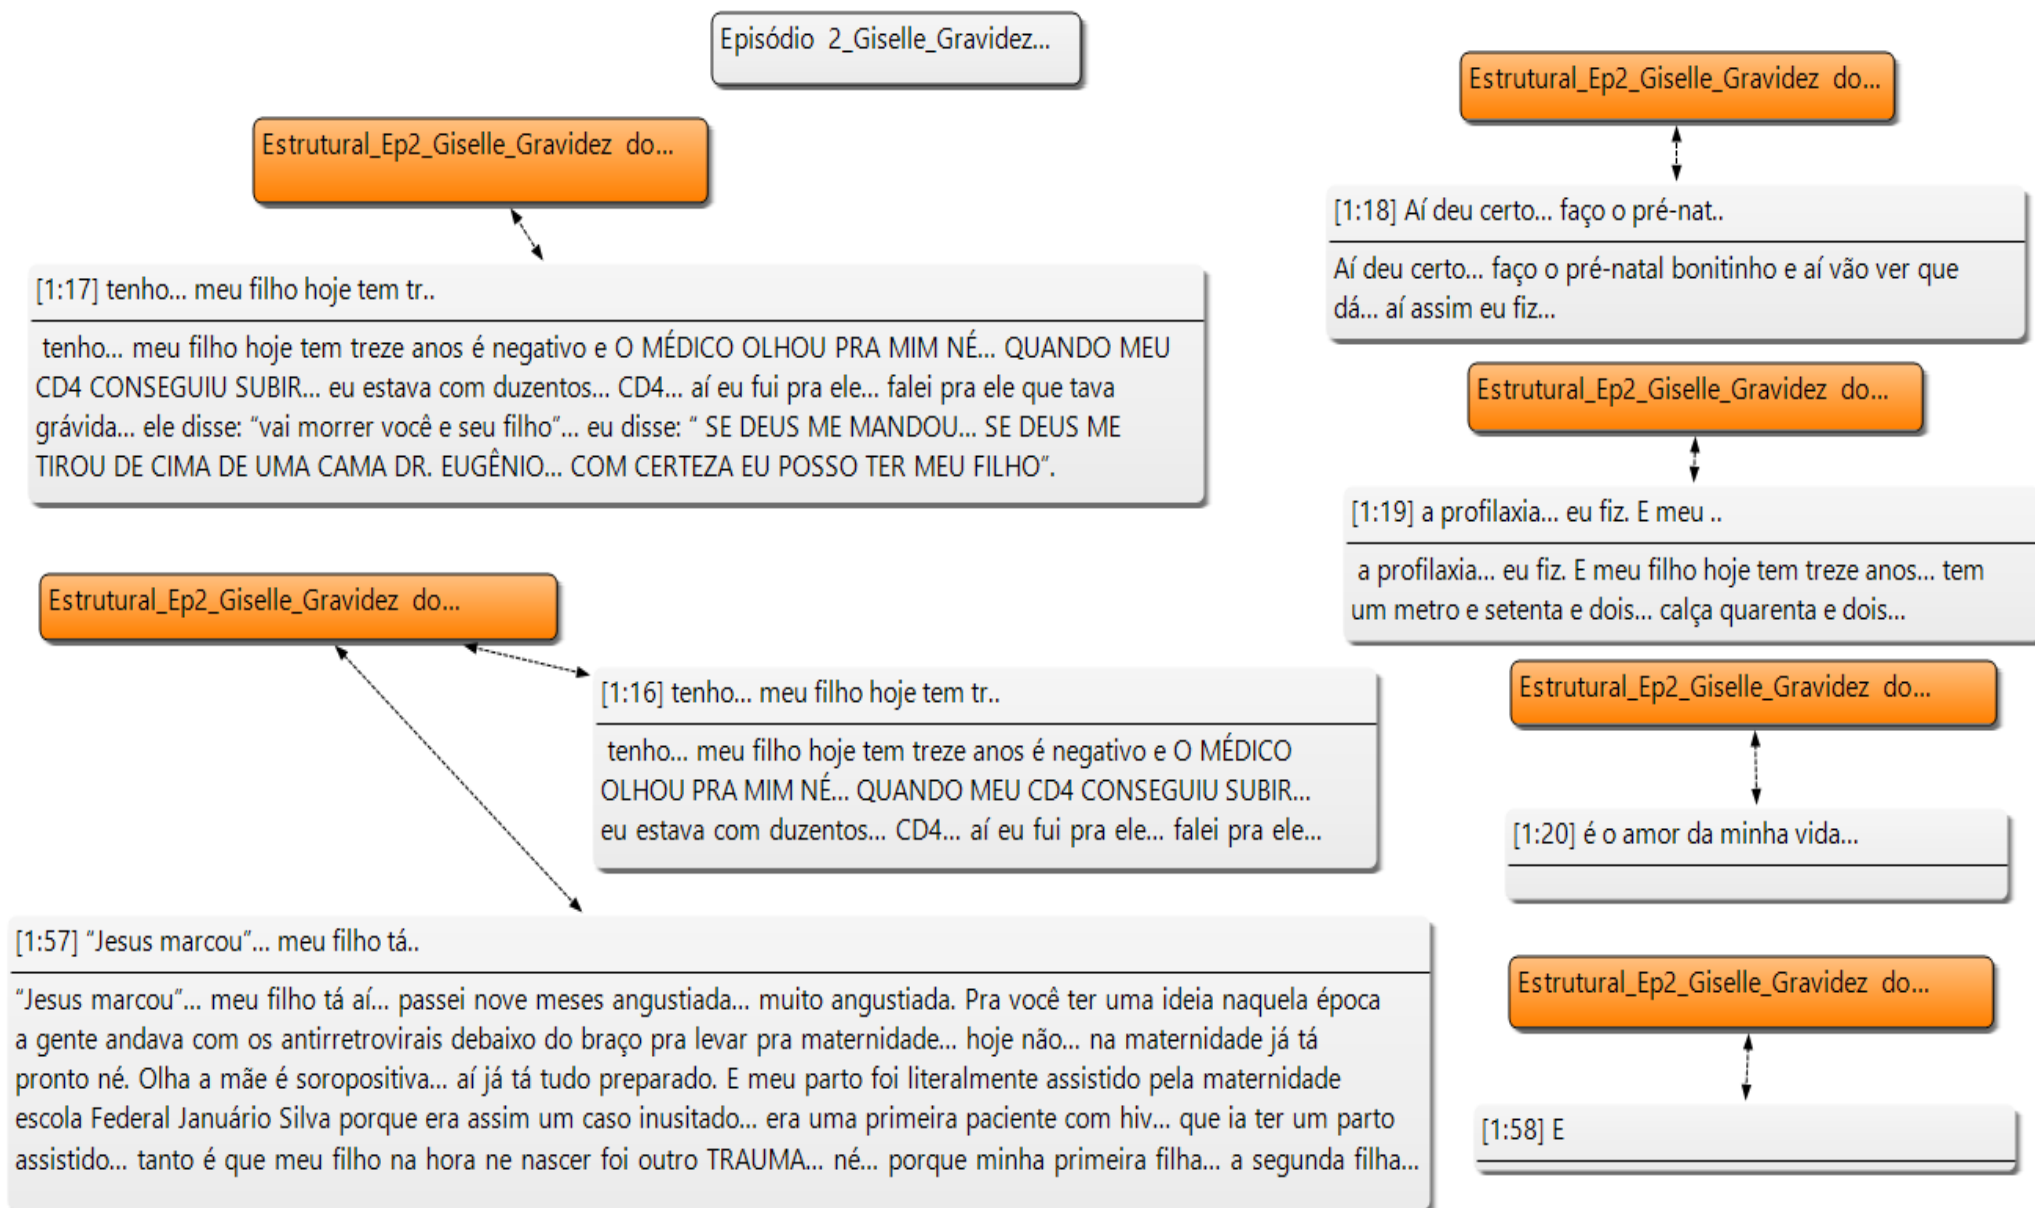 Episódio 2_Giselle_Gravidez...
Estrutural_Ep2_Giselle_Gravidez do...
[1:17] tenho... meu filho hoje tem tr..
tenho... meu filho hoje tem treze anos é negativo e O MÉDICO OLHOU PRA MIM NÉ... QUANDO MEU
CD4 CONSEGUIU SUBIR... eu estava com duzentos... CD4... aí eu fui pra ele... falei pra ele que tava
grávida... ele disse: “vai morrer você e seu filho”... eu disse: “ SE DEUS ME MANDOU... SE DEUS ME
TIROU DE CIMA DE UMA CAMA DR. EUGÊNIO... COM CERTEZA EU POSSO TER MEU FILHO”.
Estrutural_Ep2_Giselle_Gravidez do...
[1:16] tenho... meu filho hoje tem tr..
tenho... meu filho hoje tem treze anos é negativo e O MÉDICO
OLHOU PRA MIM NÉ... QUANDO MEU CD4 CONSEGUIU SUBIR...
eu estava com duzentos... CD4... aí eu fui pra ele... falei pra ele...
[1:57] “Jesus marcou”... meu filho tá..
“Jesus marcou”... meu filho tá aí... passei nove meses angustiada... muito angustiada. Pra você ter uma ideia naquela época
a gente andava com os antirretrovirais debaixo do braço pra levar pra maternidade... hoje não... na maternidade já tá
pronto né. Olha a mãe é soropositiva... aí já tá tudo preparado. E meu parto foi literalmente assistido pela maternidade
escola Federal Januário Silva porque era assim um caso inusitado... era uma primeira paciente com hiv... que ia ter um parto
assistido... tanto é que meu filho na hora ne nascer foi outro TRAUMA... né... porque minha primeira filha... a segunda filha...
Estrutural_Ep2_Giselle_Gravidez do...
[1:18] Aí deu certo... faço o pré-nat..
Aí deu certo... faço o pré-natal bonitinho e aí vão ver que
dá... aí assim eu fiz...
Estrutural_Ep2_Giselle_Gravidez do...
[1:19] a profilaxia... eu fiz. E meu ..
a profilaxia... eu fiz. E meu filho hoje tem treze anos... tem
um metro e setenta e dois... calça quarenta e dois...
Estrutural_Ep2_Giselle_Gravidez do...
[1:20] é o amor da minha vida...
Estrutural_Ep2_Giselle_Gravidez do...
[1:58] E